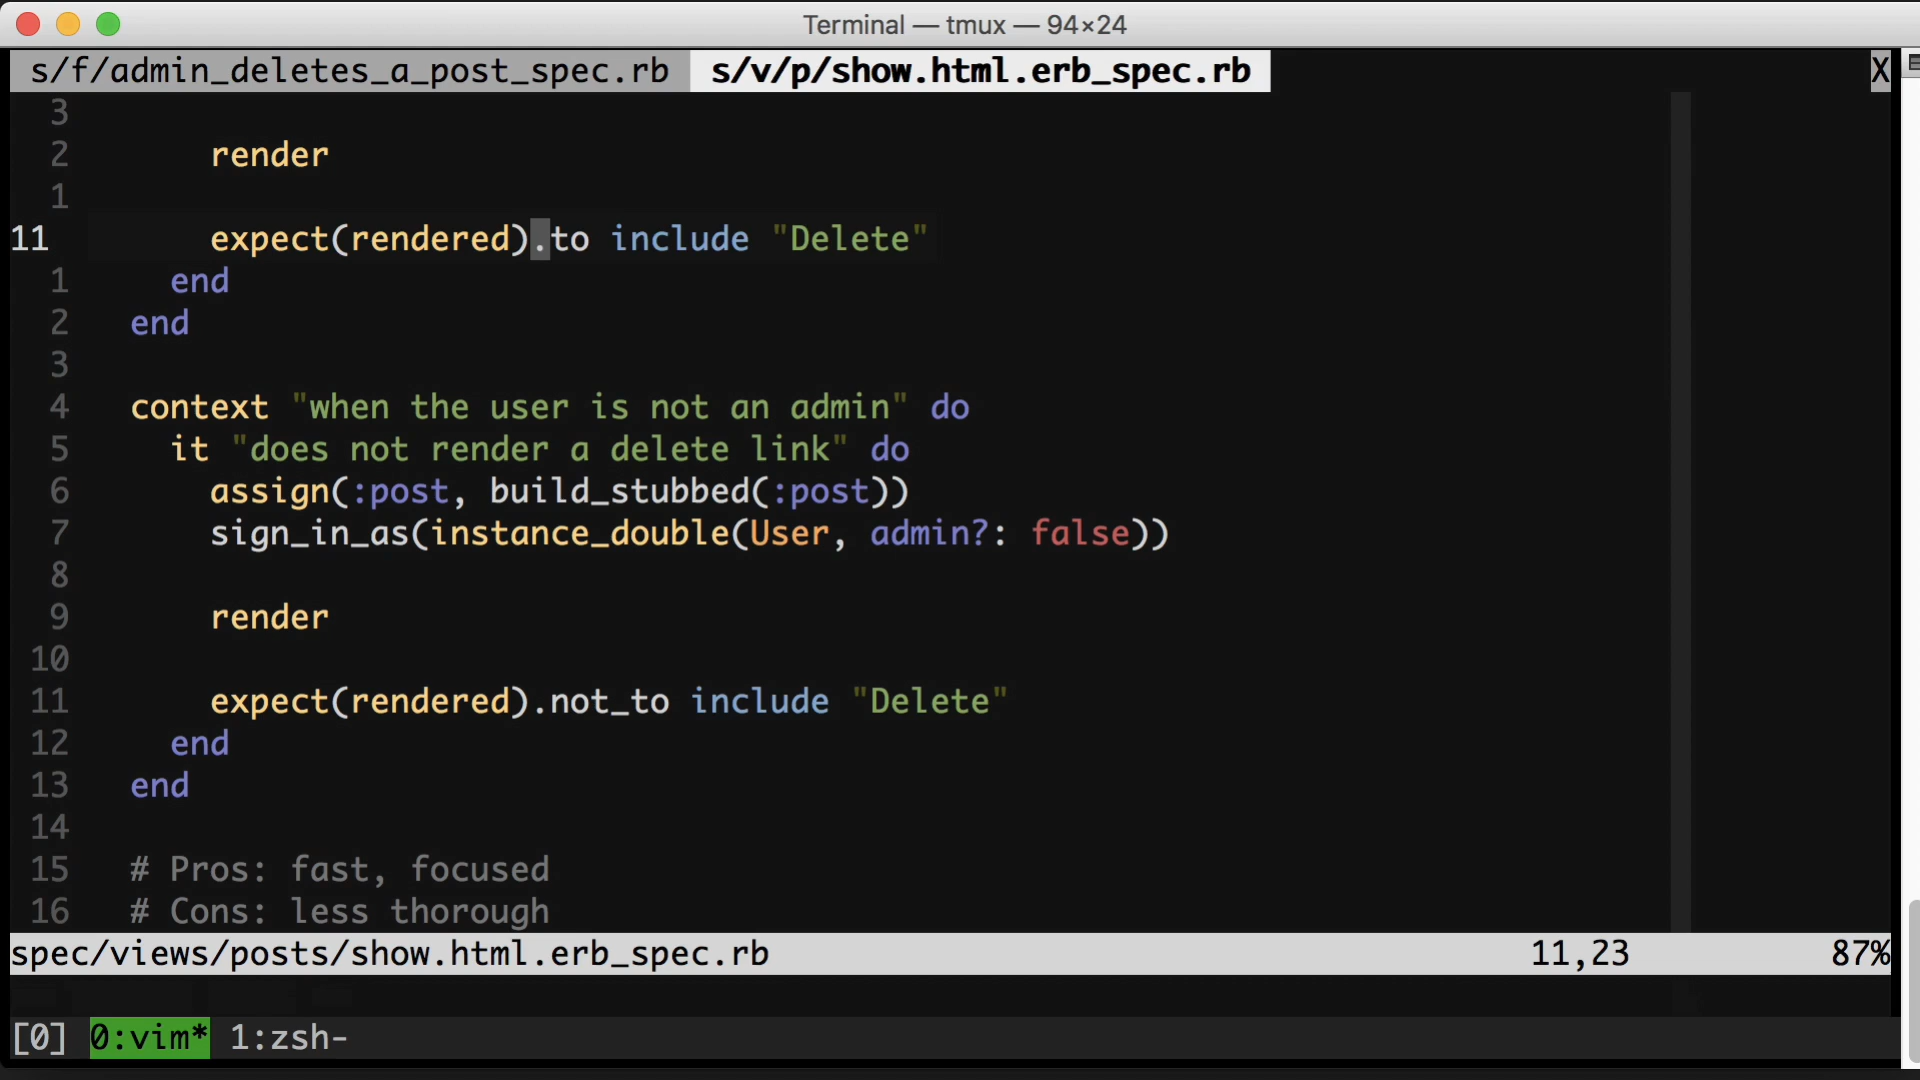 Terminal — tmux — 94×24
s/f/admin_deletes_a_post_spec.rb s/v/p/show.html.erb_spec.rb X
3
2 render
1
11 expect(rendered).to include "Delete"
1 end
2 end
3
4 context "when the user is not an admin" do
5 it "does not render a delete link" do
6 assign(:post, build_stubbed(:post))
7 sign_in_as(instance_double(User, admin?: false))
8
9 render
10
11 expect(rendered).not_to include "Delete"
12 end
13 end
14
15 # Pros: fast, focused
16 # Cons: less thorough
spec/views/posts/show.html.erb_spec.rb 11,23 87%
[0] 0:vim* 1:zsh-